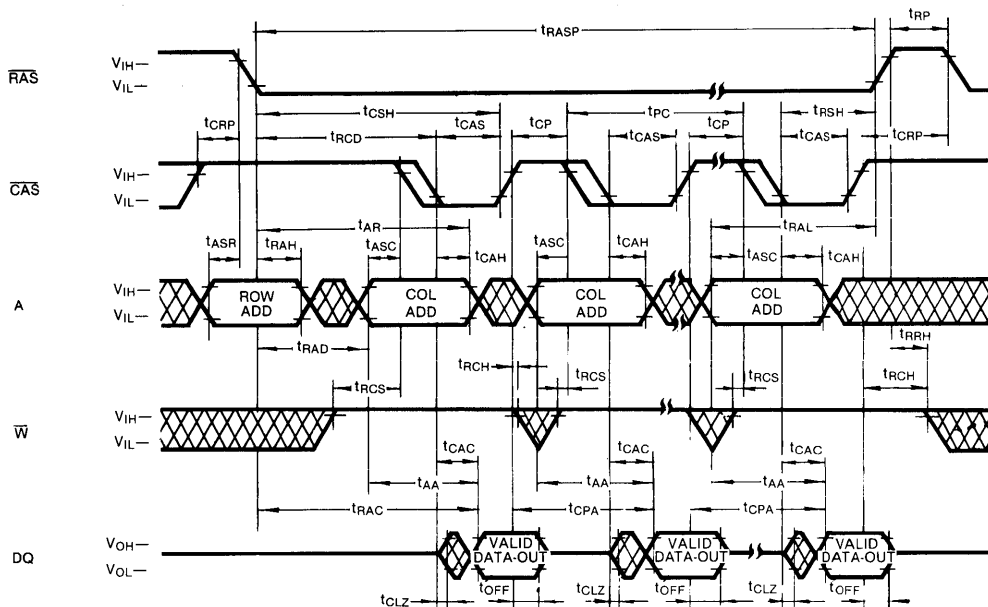 tRASP
tRP
RAS
VIH—
VIL—
tCSH
tPC
tRSH
tCRP
tRCD
tCAS
tCP
tCAS
tCP
tCAS
tCRP
CAS
VIH—
VIL—
tAR
tRAL
tASR
tRAH
tASC
tCAH
tASC
tCAH
tASC
tCAH
A
VIH—
VIL—
ROW ADD
COL ADD
COL ADD
COL ADD
tRAD
tRRH
tRCS
tRCH
tRCS
tRCS
tRCH
W
VIH—
VIL—
tCAC
tCAC
tCAC
tAA
tAA
tAA
tRAC
tCPA
tCPA
DQ
VOH—
VOL—
VALID DATA-OUT
VALID DATA-OUT
VALID DATA-OUT
tCLZ
tOFF
tCLZ
tOFF
tCLZ
tOFF